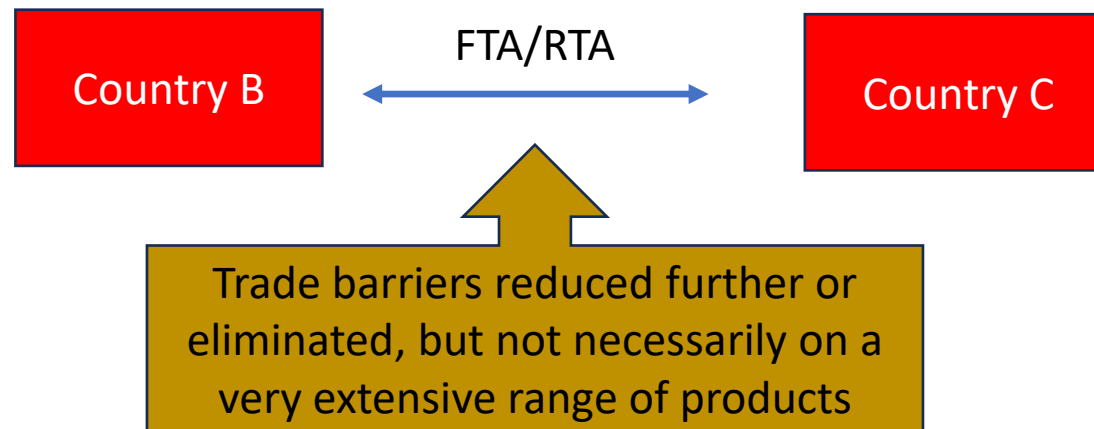 FTA/RTA
Country B
Country C
Trade barriers reduced further or
eliminated, but not necessarily on a
very extensive range of products